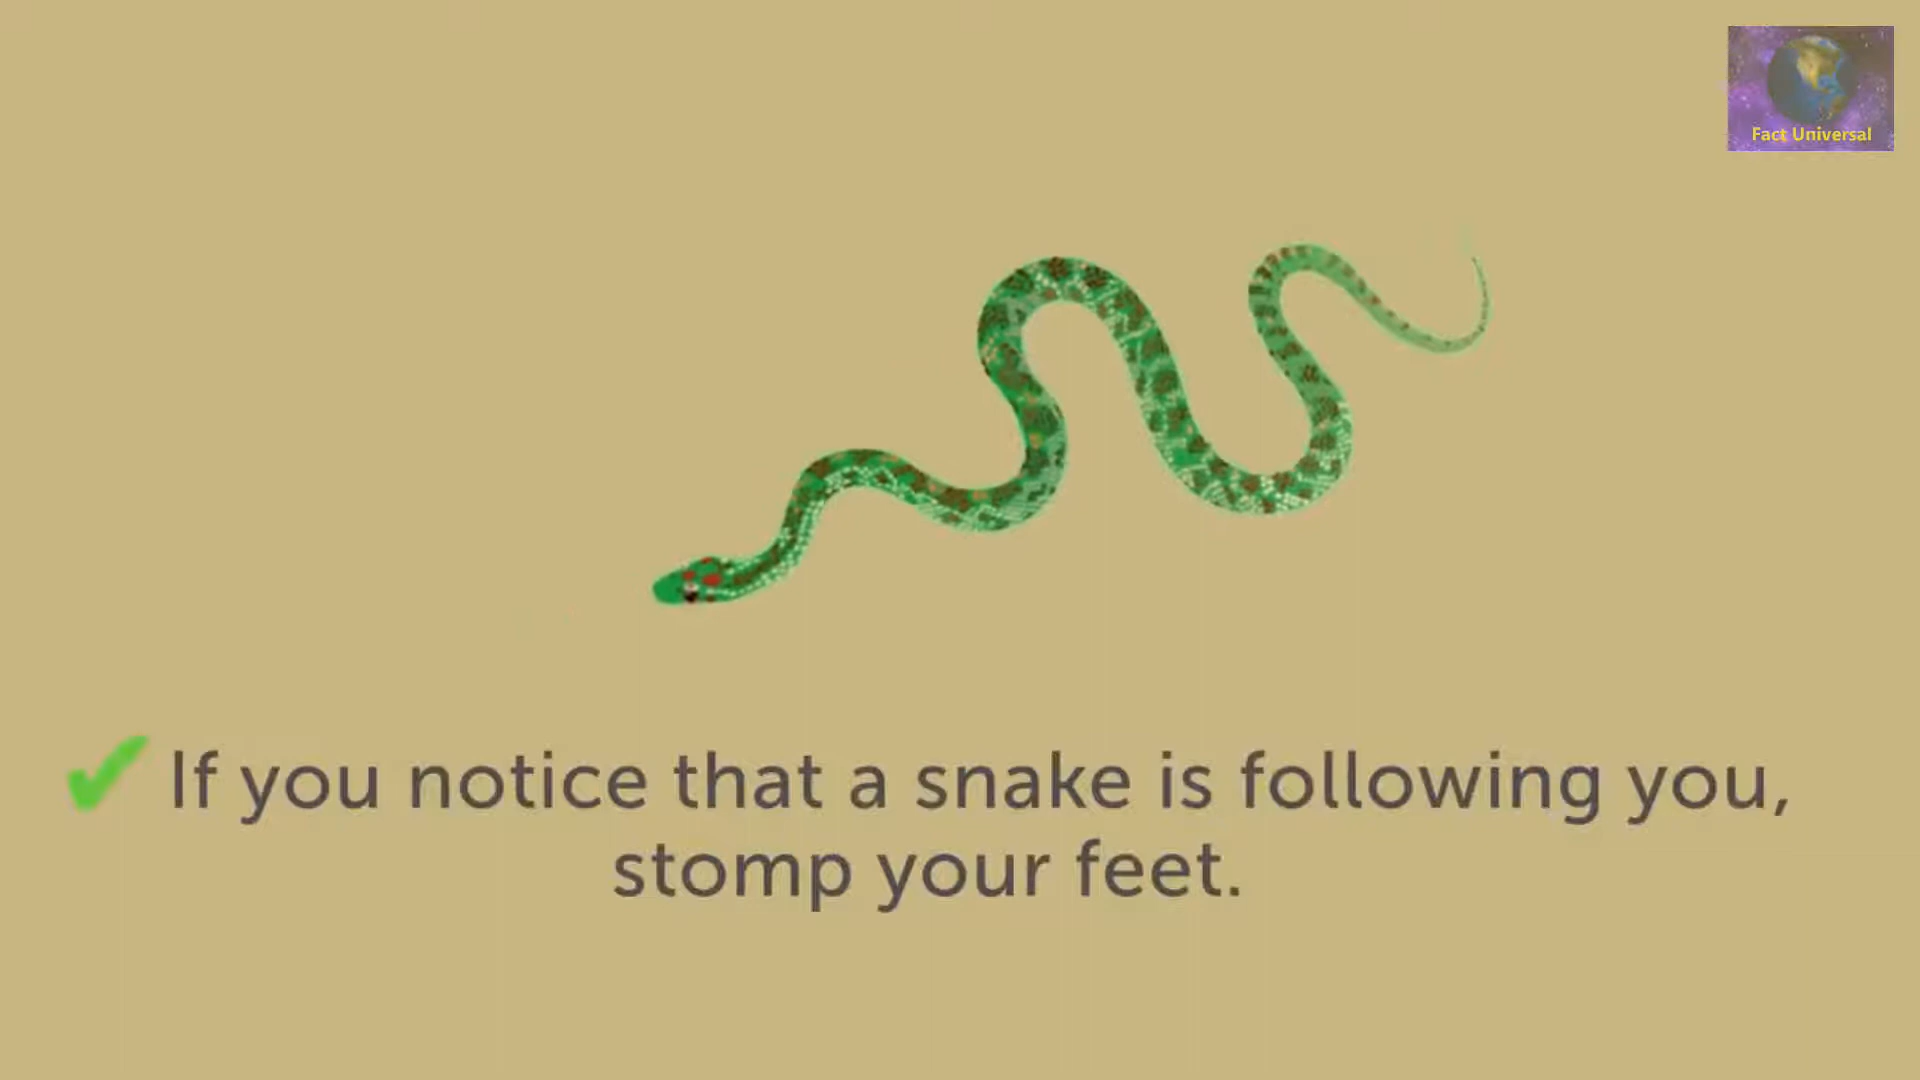 Fact Universal
If you notice that a snake is following you,
stomp your feet.